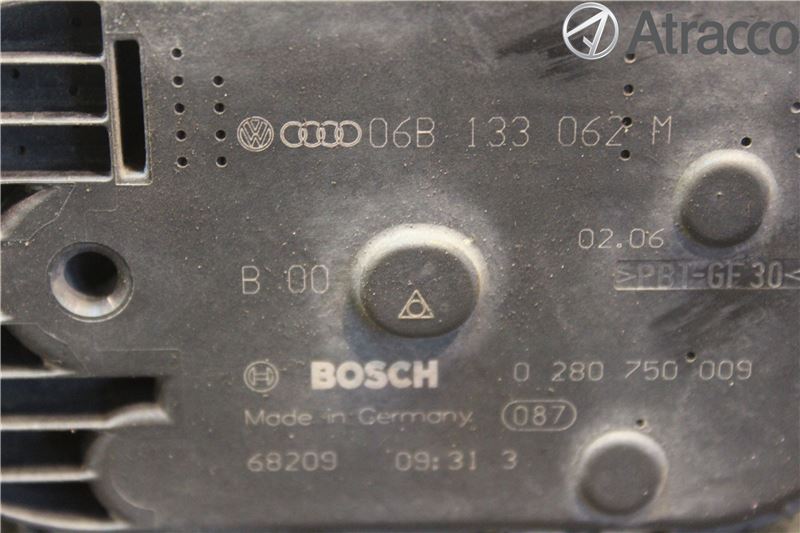 Atracco
06B 133 062 M
02.06
B 00
>PBT-GF30<
BOSCH 0 280 750 009
Made in Germany 087
68209 09:31 3